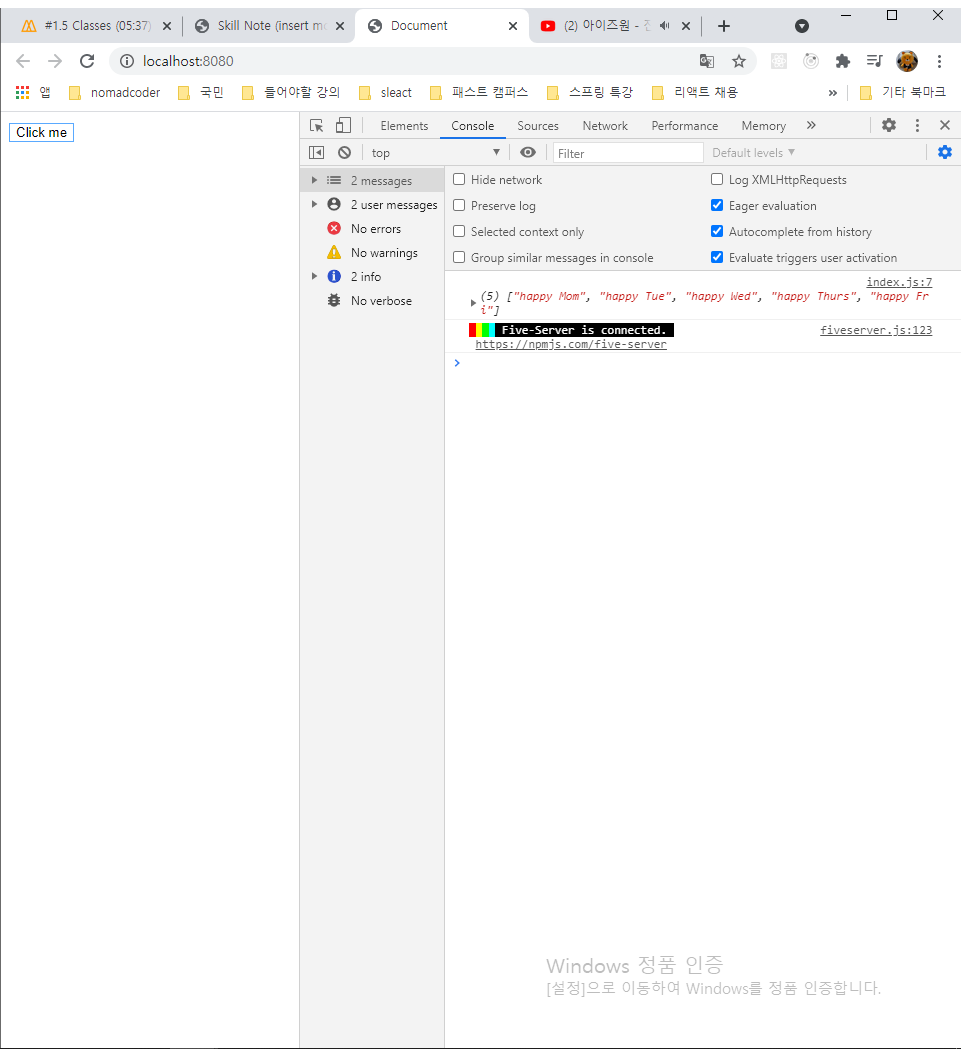 #1.5 Classes (05:37)
Skill Note (insert mo
Document
(2) 아이즈원 -
localhost:8080
앱 nomadcoder 국민 들어야할 강의 sleact 패스트 캠퍼스 스프링 특강 리액트 채용 » 기타 북마크
Click me
Elements Console Sources Network Performance Memory »
top Filter Default levels
2 messages
2 user messages
No errors
No warnings
2 info
No verbose
Hide network Log XMLHttpRequests
Preserve log Eager evaluation
Selected context only Autocomplete from history
Group similar messages in console Evaluate triggers user activation
index.js:7
(5) ["happy Mom", "happy Tue", "happy Wed", "happy Thurs", "happy Fr
i"]
Five-Server is connected. fiveserver.js:123
https://npmjs.com/five-server
Windows 정품 인증
[설정]으로 이동하여 Windows를 정품 인증합니다.